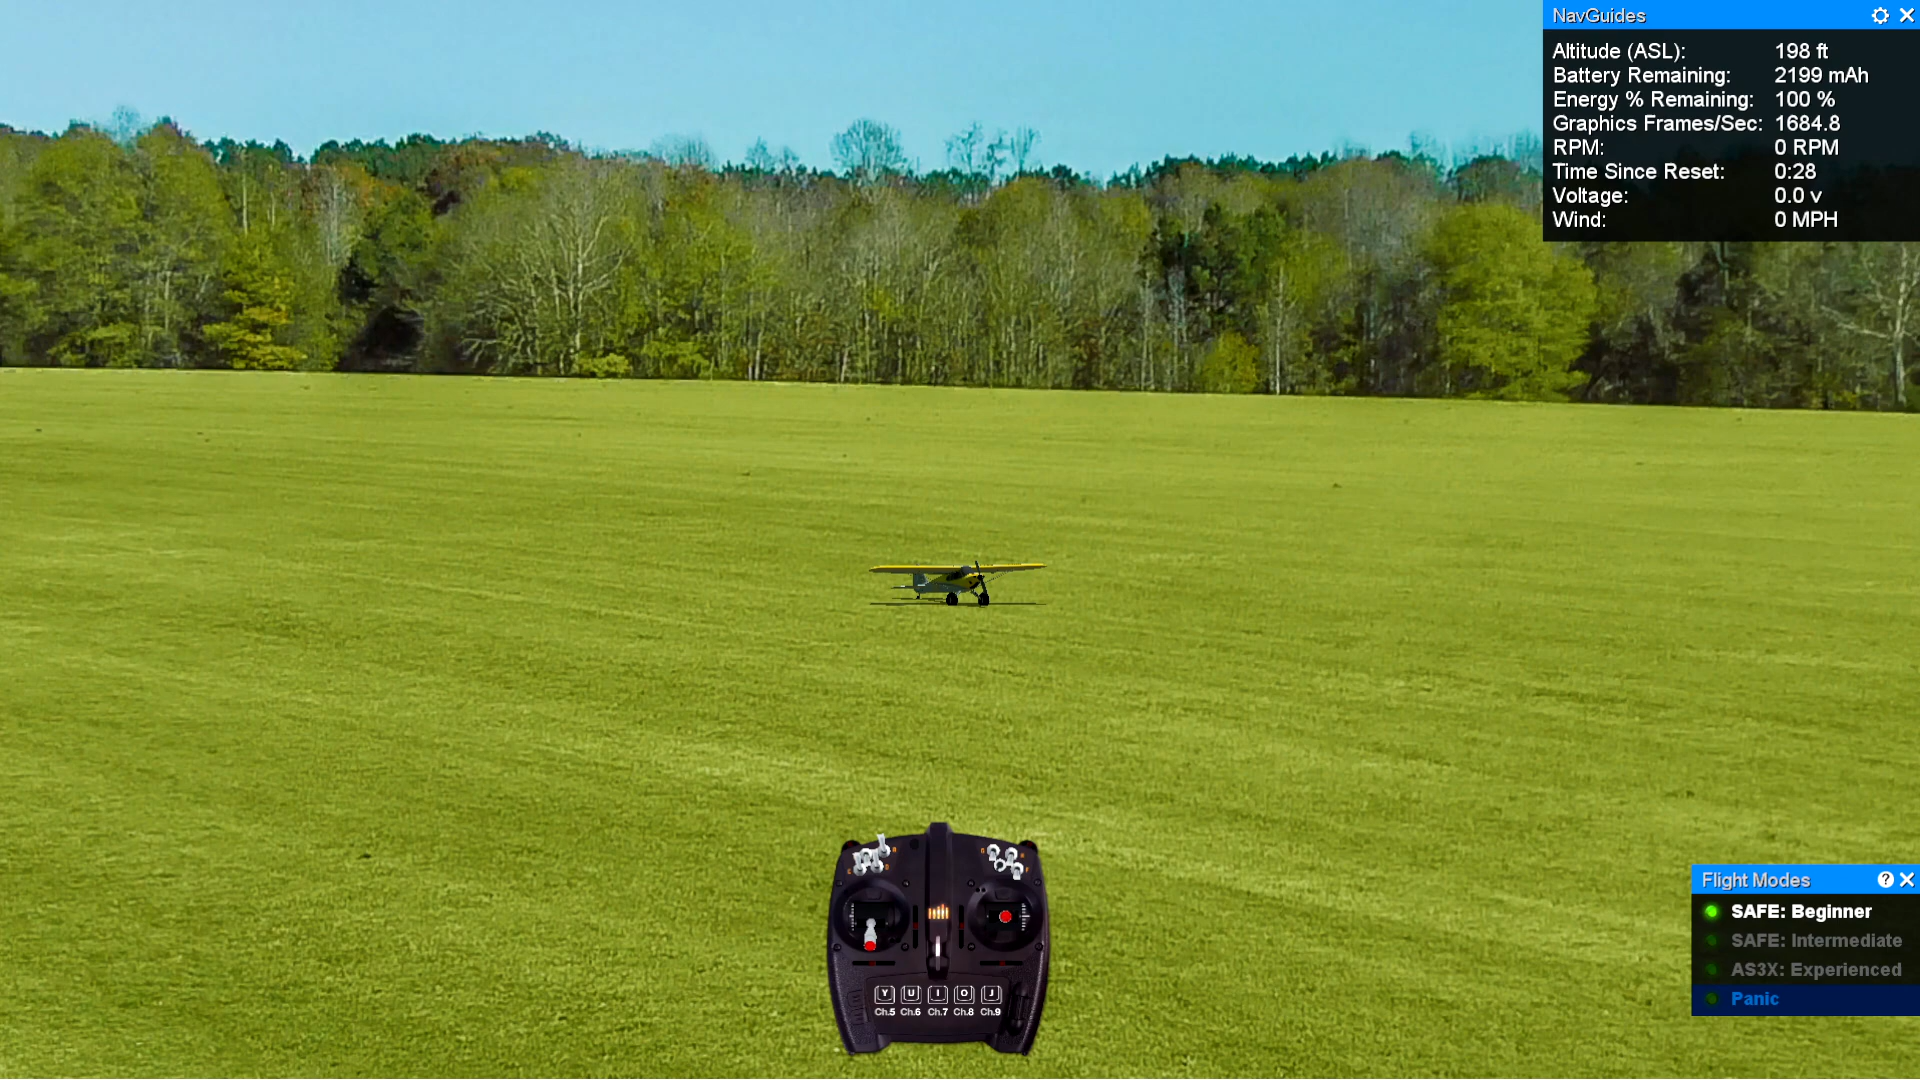 NavGuides
Altitude (ASL): 198 ft
Battery Remaining: 2199 mAh
Energy % Remaining: 100 %
Graphics Frames/Sec: 1684.8
RPM: 0 RPM
Time Since Reset: 0:28
Voltage: 0.0 v
Wind: 0 MPH
Flight Modes
SAFE: Beginner
SAFE: Intermediate
AS3X: Experienced
Panic
Y U I O J
Ch.5 Ch.6 Ch.7 Ch.8 Ch.9